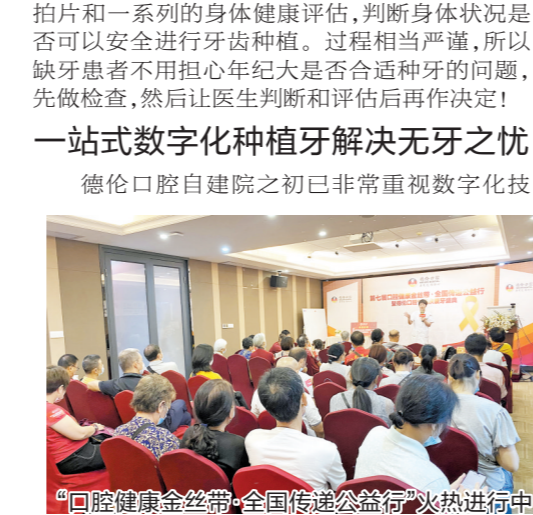 拍片和一系列的身体健康评估,判断身体状况是
否可以安全进行牙齿种植。过程相当严谨,所以
缺牙患者不用担心年纪大是否合适种牙的问题,
先做检查,然后让医生判断和评估后再作决定!
一站式数字化种植牙解决无牙之忧
德伦口腔自建院之初已非常重视数字化技
“口腔健康金丝带·全国传递公益行”火热进行中